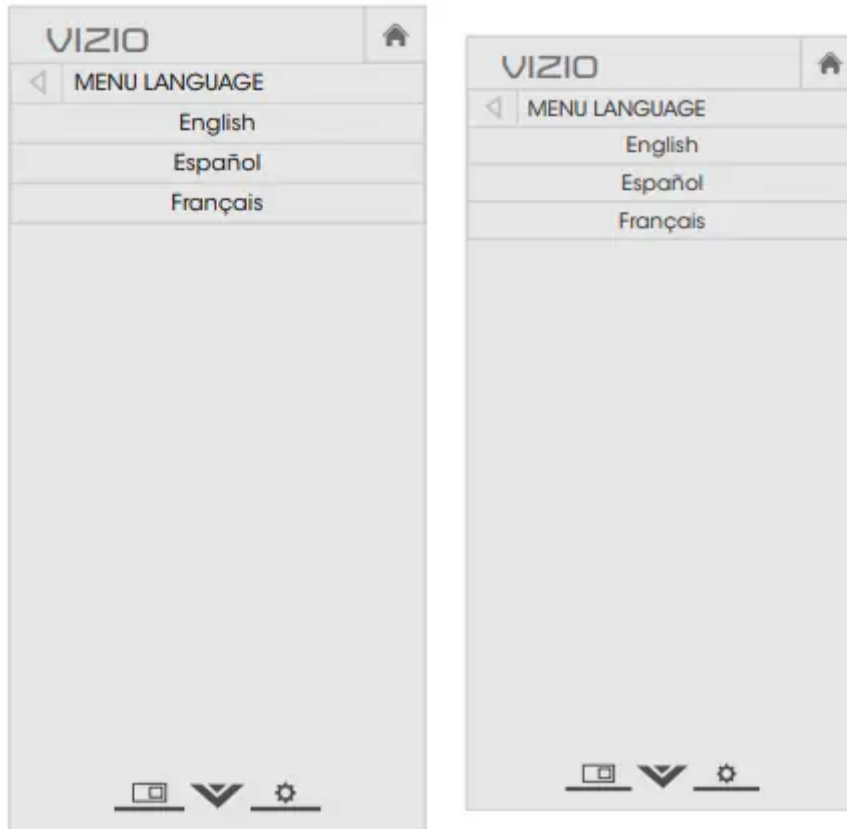 VIZIO
MENU LANGUAGE
English
Español
Français
VIZIO
MENU LANGUAGE
English
Español
Français